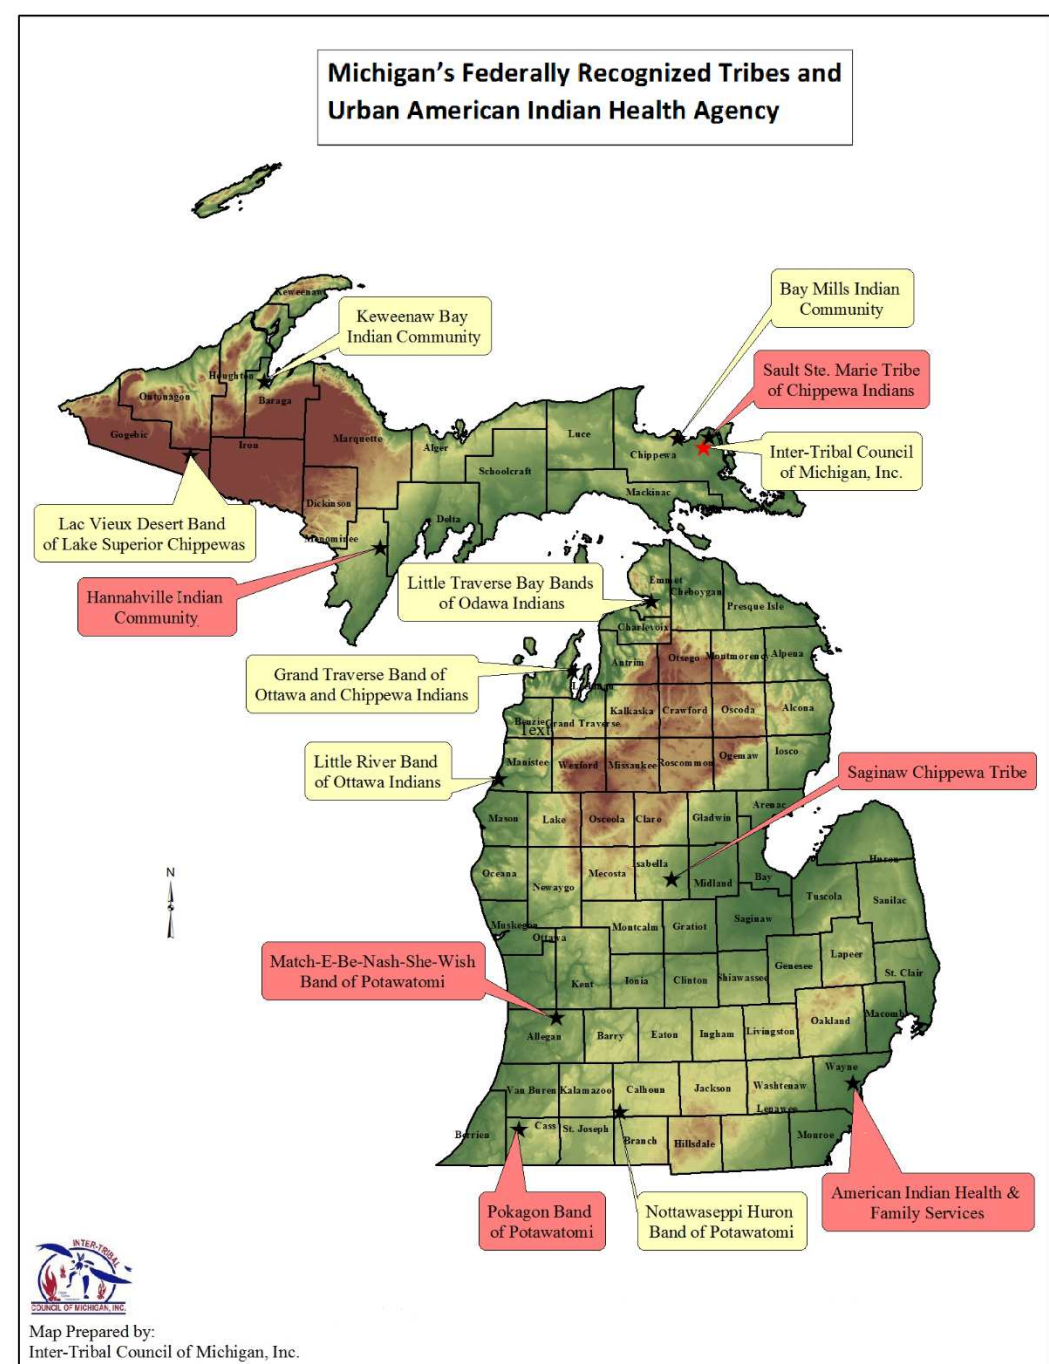 Michigan's Federally Recognized Tribes and
Urban American Indian Health Agency
Keweenaw
Keweenaw Bay
Indian Community
Bay Mills Indian
Community
Sault Ste. Marie Tribe
of Chippewa Indians
Inter-Tribal Council
of Michigan, Inc.
Houghton
Ontonagon
Baraga
Gogebic
Iron
Marquette
Alger
Luce
Chippewa
Schoolcraft
Mackinac
Dickinson
Delta
Menominee
Lac Vieux Desert Band
of Lake Superior Chippewas
Hannahville Indian
Community
Little Traverse Bay Bands
of Odawa Indians
Emmet
Cheboygan
Presque Isle
Charlevoix
Grand Traverse Band of
Ottawa and Chippewa Indians
Antrim
Otsego
Montmorency
Alpena
Kalkaska
Crawford
Oscoda
Alcona
Benzie
Grand Traverse
Text
Little River Band
of Ottawa Indians
Manistee
Wexford
Missaukee
Roscommon
Ogemaw
Iosco
Saginaw Chippewa Tribe
Arenac
Mason
Lake
Osceola
Clare
Gladwin
Huron
Oceana
Newaygo
Mecosta
Isabella
Midland
Bay
Tuscola
Sanilac
N
Muskegon
Ottawa
Montcalm
Gratiot
Saginaw
Match-E-Be-Nash-She-Wish
Band of Potawatomi
Kent
Ionia
Clinton
Shiawassee
Genesee
Lapeer
St. Clair
Allegan
Barry
Eaton
Ingham
Livingston
Oakland
Macomb
Van Buren
Kalamazoo
Calhoun
Jackson
Washtenaw
Wayne
Lenawee
Berrien
Cass
St. Joseph
Branch
Hillsdale
Monroe
Pokagon Band
of Potawatomi
Nottawaseppi Huron
Band of Potawatomi
American Indian Health &
Family Services
INTER-TRIBAL
COUNCIL OF MICHIGAN, INC.
Map Prepared by:
Inter-Tribal Council of Michigan, Inc.